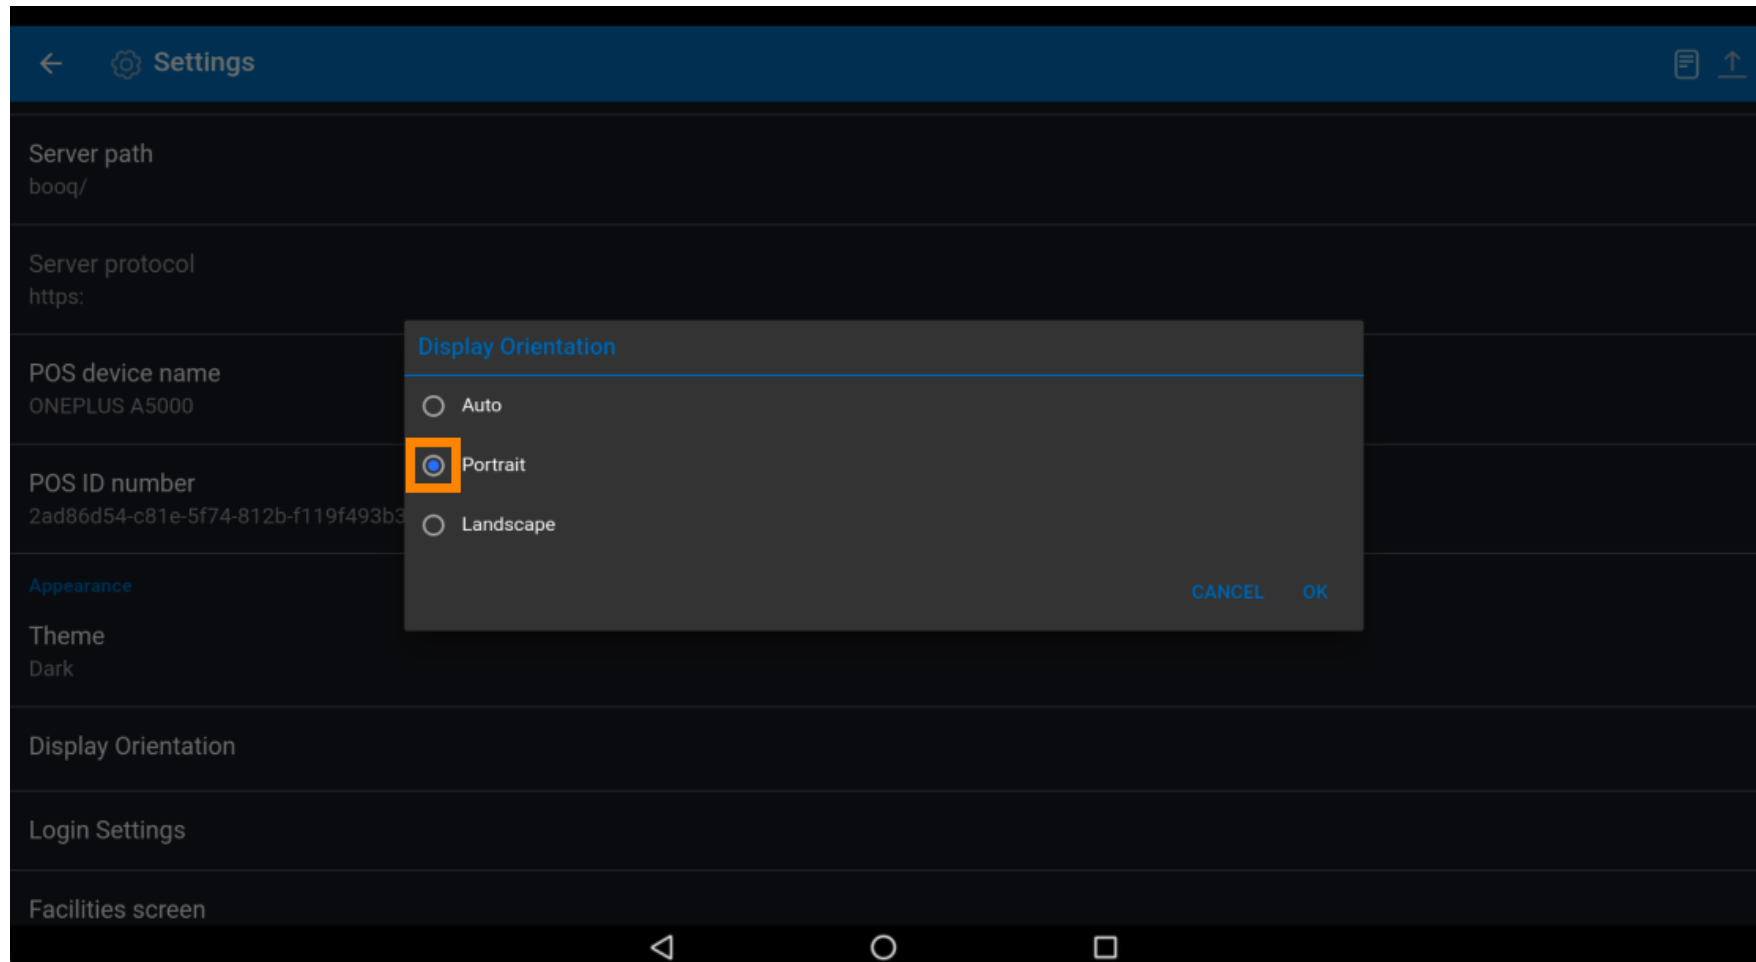 Settings
Server path
booq/
Server protocol
https:
POS device name
ONEPLUS A5000
POS ID number
2ad86d54-c81e-5f74-812b-f119f493b3
Appearance
Theme
Dark
Display Orientation
Login Settings
Facilities screen
Display Orientation
Auto
Portrait
Landscape
CANCEL OK